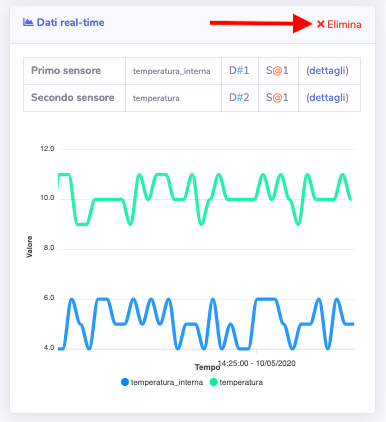 Dati real-time
Elimina
Primo sensore temperatura_interna D#1 S@1 (dettagli)
Secondo sensore temperatura D#2 S@1 (dettagli)
12.0
10.0
8.0
6.0
4.0
Valore
14:25:00 - 10/05/2020
Tempo
temperatura_interna temperatura